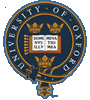 UNIVERSITY OF OXFORD
DOMI MINA
NVS TIO
ILLV MEA